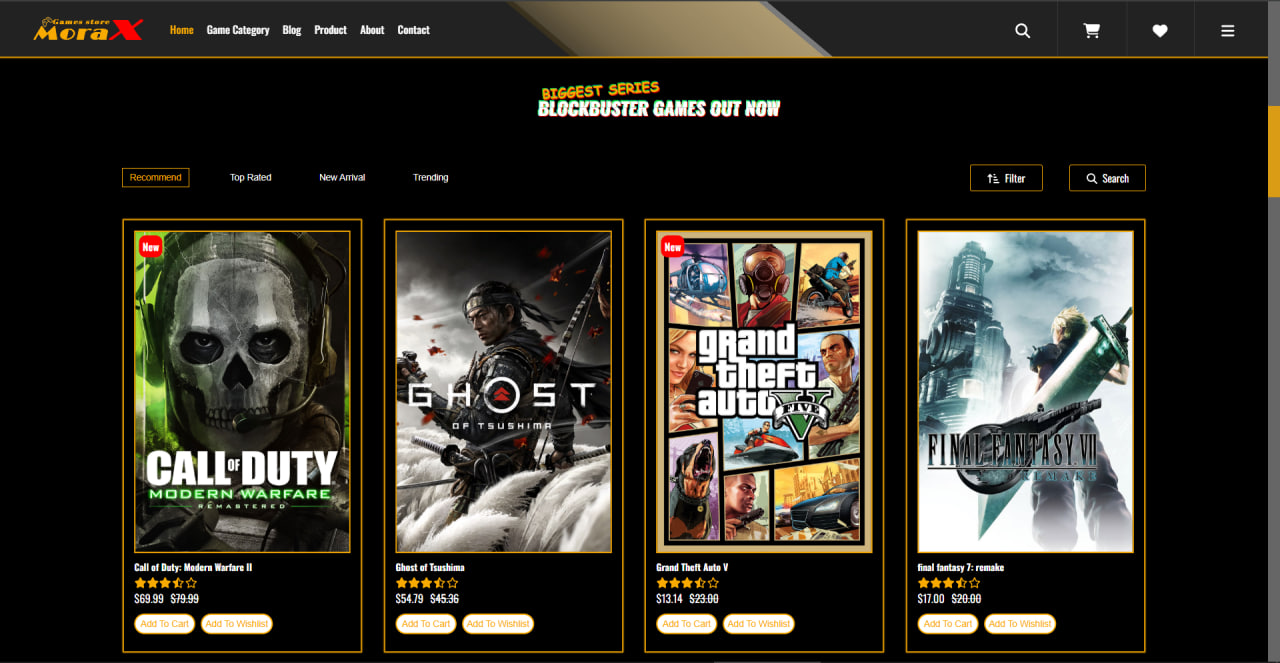 Games store
MoraX
Home Game Category Blog Product About Contact
BIGGEST SERIES
BLOCKBUSTER GAMES OUT NOW
Recommend Top Rated New Arrival Trending
Filter Search
New
CALL OF DUTY
MODERN WARFARE
REMASTERED
Call of Duty: Modern Warfare II
$69.99 $79.99
Add To Cart Add To Wishlist
GHOST
OF TSUSHIMA
Ghost of Tsushima
$54.79 $45.36
Add To Cart Add To Wishlist
New
grand
theft
auto
V
FIVE
Grand Theft Auto V
$13.14 $23.00
Add To Cart Add To Wishlist
FINAL FANTASY VII
REMAKE
final fantasy 7: remake
$17.00 $20.00
Add To Cart Add To Wishlist